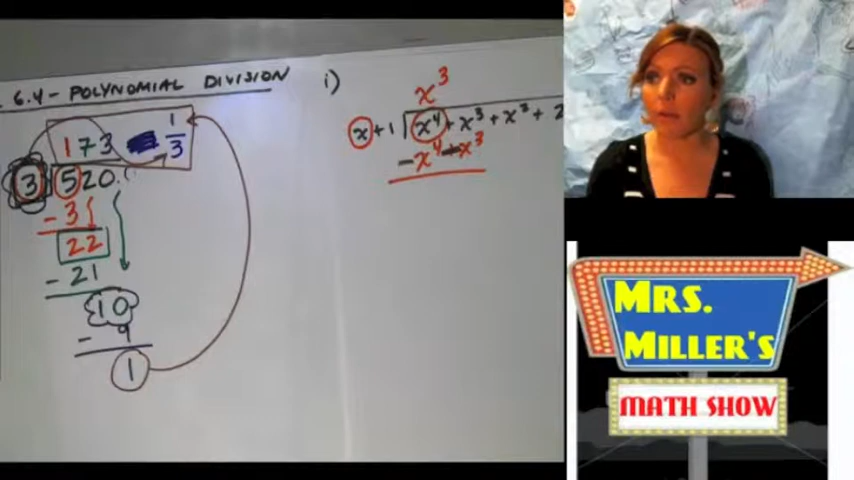 6.4 - POLYNOMIAL DIVISION
173 1/3
3 520.
- 3
22
- 21
10
- 9
1
i)
x³
x + 1 x⁴ + x³ + x³ + 2
- x⁴ + x³
MRS.
MILLER'S
MATH SHOW